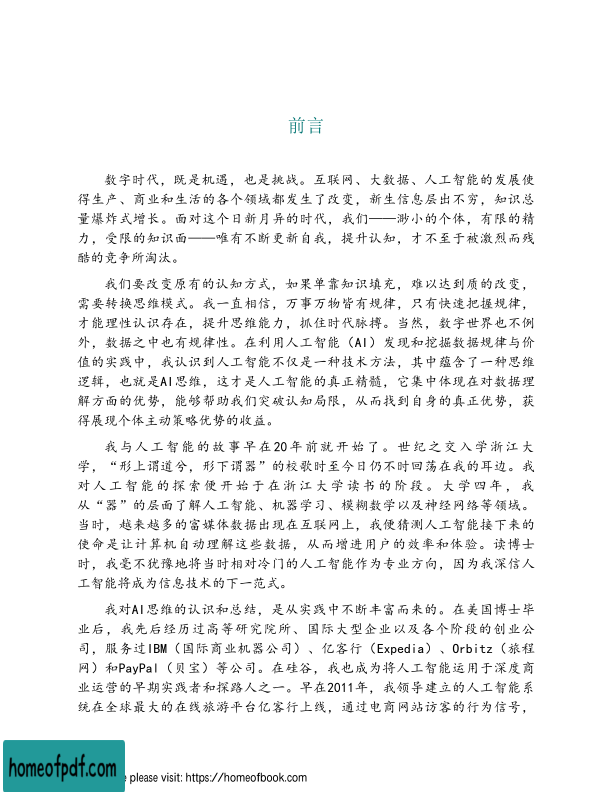 前言
数字时代，既是机遇，也是挑战。互联网、大数据、人工智能的发展使
得生产、商业和生活的各个领域都发生了改变，新生信息层出不穷，知识总
量爆炸式增长。面对这个日新月异的时代，我们——渺小的个体，有限的精
力，受限的知识面——唯有不断更新自我，提升认知，才不至于被激烈而残
酷的竞争所淘汰。
我们要改变原有的认知方式，如果单靠知识填充，难以达到质的改变，
需要转换思维模式。我一直相信，万事万物皆有规律，只有快速把握规律，
才能理性认识存在，提升思维能力，抓住时代脉搏。当然，数字世界也不例
外，数据之中也有规律性。在利用人工智能（AI）发现和挖掘数据规律与价
值的实践中，我认识到人工智能不仅是一种技术方法，其中蕴含了一种思维
逻辑，也就是AI思维，这才是人工智能的真正精髓，它集中体现在对数据理
解方面的优势，能够帮助我们突破认知局限，从而找到自身的真正优势，获
得展现个体主动策略优势的收益。
我与人工智能的故事早在20年前就开始了。世纪之交入学浙江大
学，“形上谓道兮，形下谓器”的校歌时至今日仍不时回荡在我的耳边。我
对人工智能的探索便开始于在浙江大学读书的阶段。大学四年，我
从“器”的层面了解人工智能、机器学习、模糊数学以及神经网络等领域。
当时，越来越多的富媒体数据出现在互联网上，我便猜测人工智能接下来的
使命是让计算机自动理解这些数据，从而增进用户的效率和体验。读博士
时，我毫不犹豫地将当时相对冷门的人工智能作为专业方向，因为我深信人
工智能将成为信息技术的下一范式。
我对AI思维的认识和总结，是从实践中不断丰富而来的。在美国博士毕
业后，我先后经历过高等研究院所、国际大型企业以及各个阶段的创业公
司，服务过IBM（国际商业机器公司）、亿客行（Expedia）、Orbitz（旅程
网）和PayPal（贝宝）等公司。在硅谷，我也成为将人工智能运用于深度商
业运营的早期实践者和探路人之一。早在2011年，我领导建立的人工智能系
统在全球最大的在线旅游平台亿客行上线，通过电商网站访客的行为信号，
homeofpdf.com
please visit: https://homeofbook.com